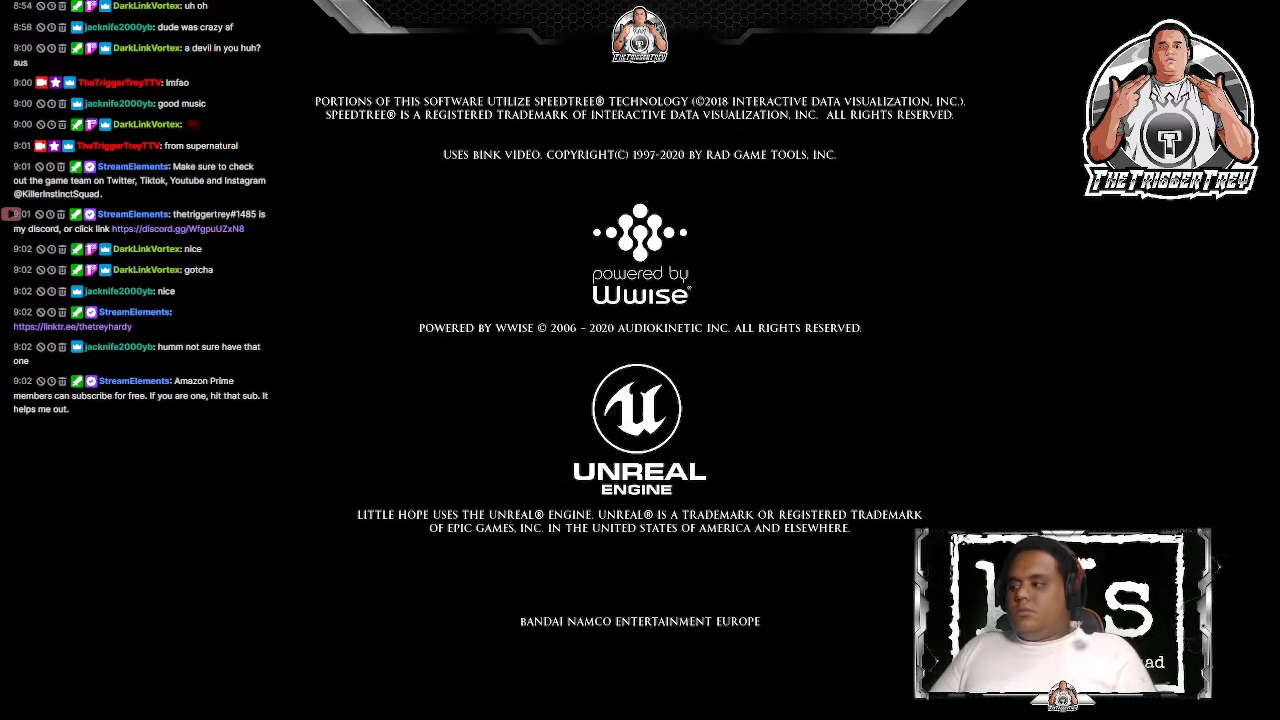 8:54 DarkLinkVortex: uh oh
8:58 jacknife2000yb: dude was crazy af
9:00 DarkLinkVortex: a devil in you huh?
sus
9:00 TheTriggerTreyTTV: lmfao
9:00 jacknife2000yb: good music
9:00 DarkLinkVortex:
9:01 TheTriggerTreyTTV: from supernatural
9:01 StreamElements: Make sure to check
out the game team on Twitter, Tiktok, Youtube and Instagram
@KillerInstinctSquad.
9:01 StreamElements: thetriggertrey#1485 is
my discord, or click link https://discord.gg/WfgpuUZxN8
9:02 DarkLinkVortex: nice
9:02 DarkLinkVortex: gotcha
9:02 jacknife2000yb: nice
9:02 StreamElements:
https://linktr.ee/thetreyhardy
9:02 jacknife2000yb: humm not sure have that
one
9:02 StreamElements: Amazon Prime
members can subscribe for free. If you are one, hit that sub. It
helps me out.
THETRIGGERTREY
PORTIONS OF THIS SOFTWARE UTILIZE SPEEDTREE® TECHNOLOGY (©2018 INTERACTIVE DATA VISUALIZATION, INC.).
SPEEDTREE® IS A REGISTERED TRADEMARK OF INTERACTIVE DATA VISUALIZATION, INC. ALL RIGHTS RESERVED.
USES BINK VIDEO. COPYRIGHT(C) 1997-2020 BY RAD GAME TOOLS, INC.
powered by
Wwise®
POWERED BY WWISE © 2006 - 2020 AUDIOKINETIC INC. ALL RIGHTS RESERVED.
UNREAL
ENGINE
LITTLE HOPE USES THE UNREAL® ENGINE. UNREAL® IS A TRADEMARK OR REGISTERED TRADEMARK
OF EPIC GAMES, INC. IN THE UNITED STATES OF AMERICA AND ELSEWHERE.
BANDAI NAMCO ENTERTAINMENT EUROPE
T
THETRIGGERTREY